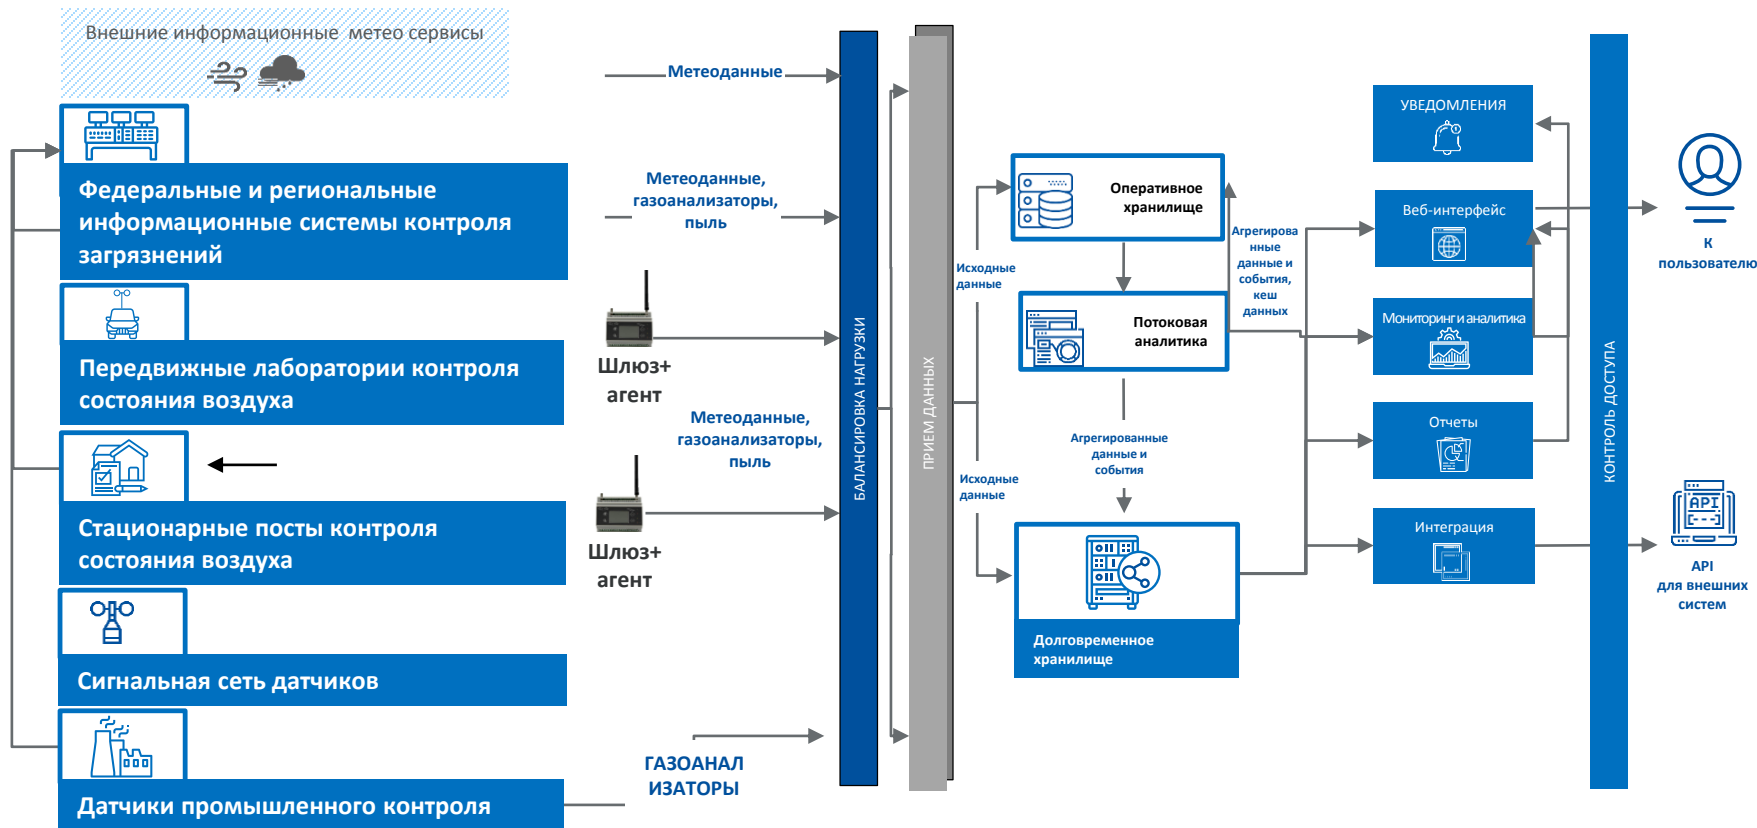 Внешние информационные метео сервисы
Федеральные и региональные
информационные системы контроля
загрязнений
Передвижные лаборатории контроля
состояния воздуха
Стационарные посты контроля
состояния воздуха
Сигнальная сеть датчиков
Датчики промышленного контроля
Метеоданные
Метеоданные,
газоанализаторы,
пыль
Шлюз+
агент
Метеоданные,
газоанализаторы,
пыль
Шлюз+
агент
ГАЗОАНАЛ
ИЗАТОРЫ
БАЛАНСИРОВКА НАГРУЗКИ
ПРИЕМ ДАННЫХ
Исходные
данные
Исходные
данные
Оперативное
хранилище
Потоковая
аналитика
Агрегирова
нные
данные и
события,
кеш
данных
Агрегированные
данные и
события
Долговременное
хранилище
УВЕДОМЛЕНИЯ
Веб-интерфейс
Мониторинг и аналитика
Отчеты
Интеграция
КОНТРОЛЬ ДОСТУПА
К
пользователю
API
API
для внешних
систем